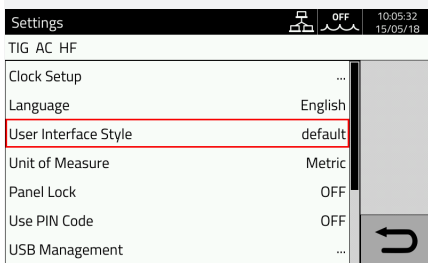 Settings
OFF
10:05:32
15/05/18
TIG AC HF
Clock Setup ...
Language English
User Interface Style default
Unit of Measure Metric
Panel Lock OFF
Use PIN Code OFF
USB Management ...